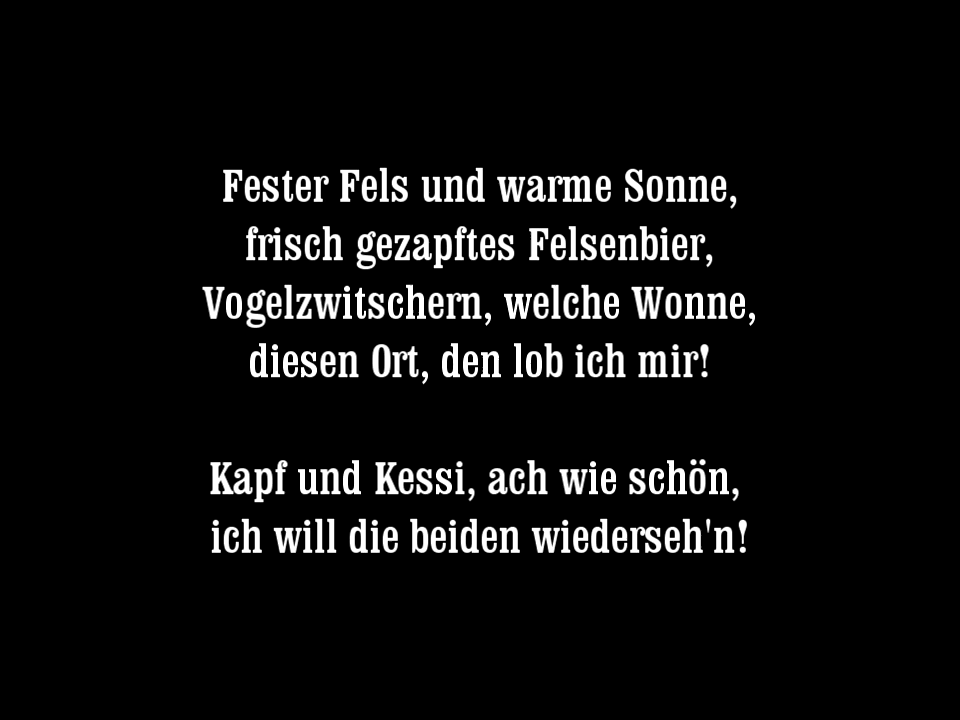 Fester Fels und warme Sonne,
frisch gezapftes Felsenbier,
Vogelzwitschern, welche Wonne,
diesen Ort, den lob ich mir!
Kapf und Kessi, ach wie schön,
ich will die beiden wiederseh'n!